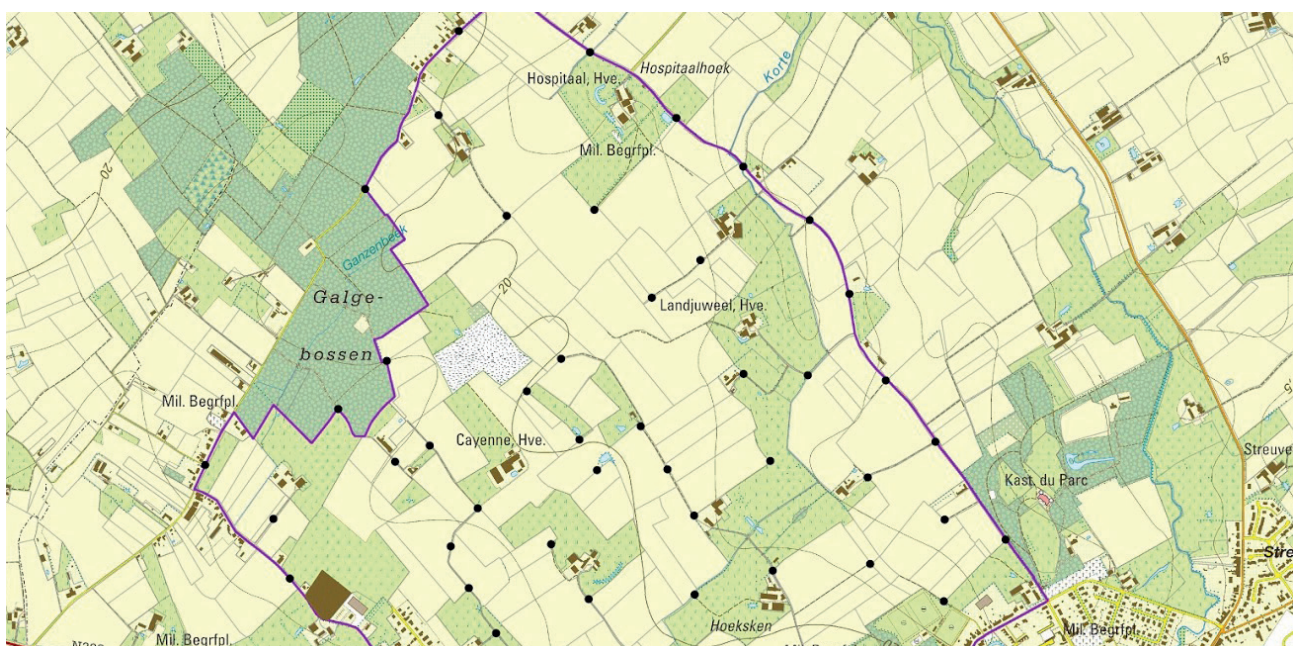 Korte
15
Hospitaalhoek
Hospitaal, Hve.
Mil. Begrfpl.
20
Ganzenbeek
Galge-
bossen
20
Landjuweel, Hve.
Mil. Begrfpl.
Cayenne, Hve.
Kast. du Parc
Streuve
Stre
Hoeksken
Mil. Begrfpl.
Mil. Begrfpl.